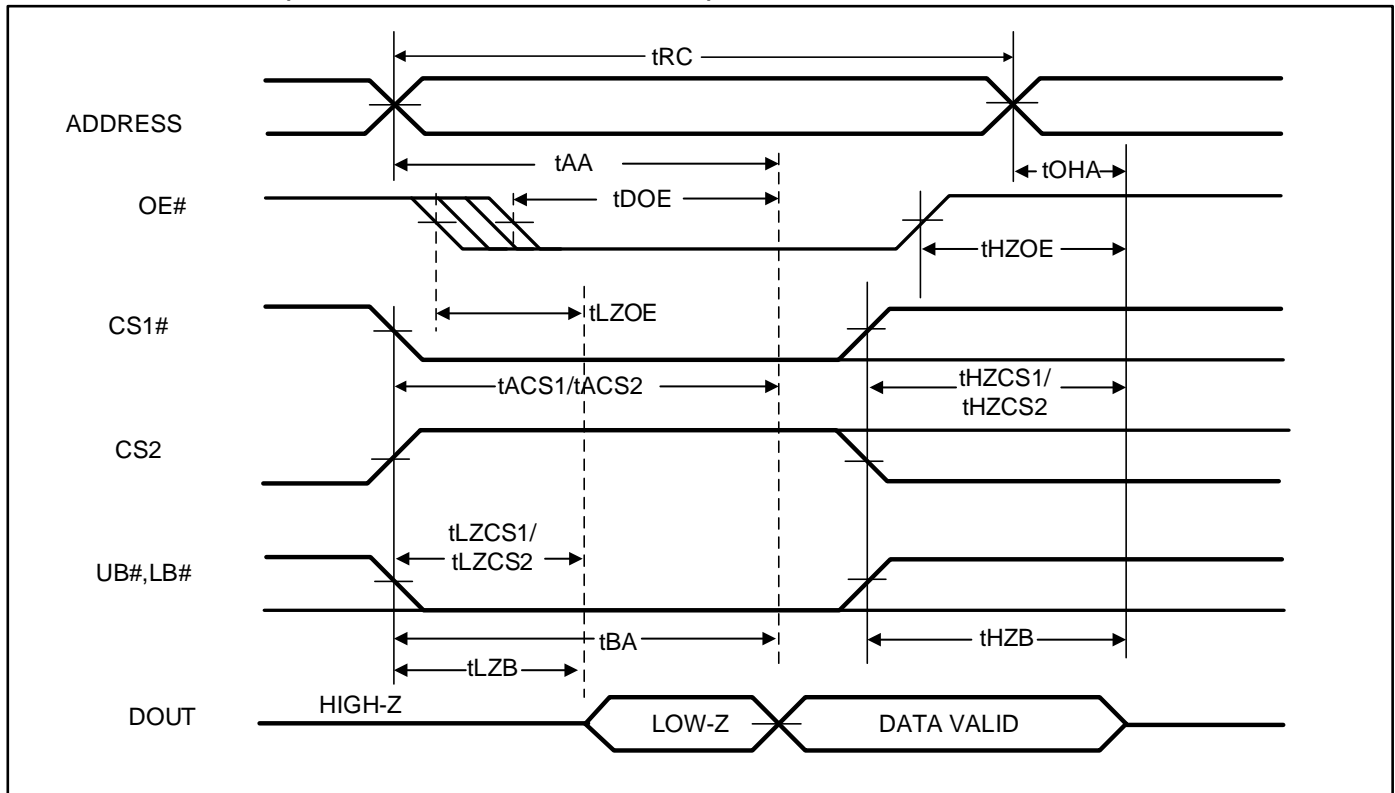 tRC
ADDRESS
tAA
tOHA
OE#
tDOE
tHZOE
tLZOE
CS1#
tACS1/tACS2
tHZCS1/
tHZCS2
CS2
tLZCS1/
tLZCS2
UB#,LB#
tBA
tHZB
tLZB
DOUT
HIGH-Z
LOW-Z
DATA VALID